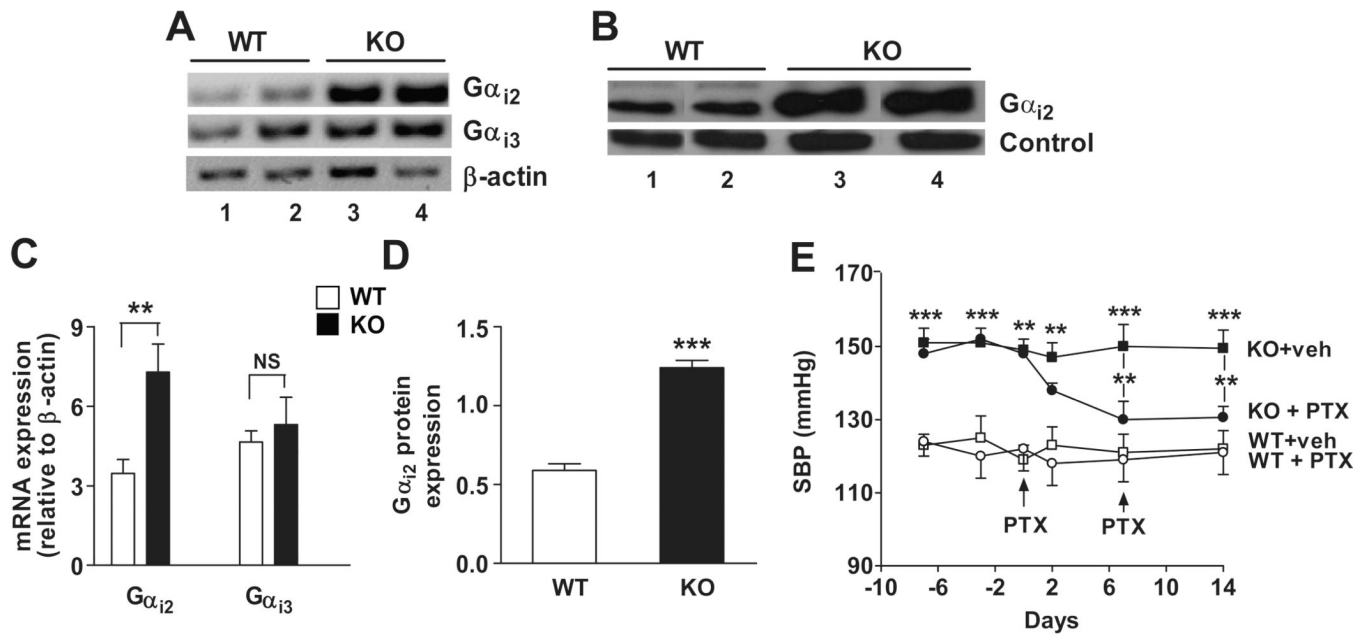 A
WT KO
Gαi2
Gαi3
β-actin
1 2 3 4
B
WT KO
Gαi2
Control
1 2 3 4
C
WT
KO
mRNA expression
(relative to β-actin)
9
6
3
0
**
NS
Gαi2 Gαi3
D
Gαi2 protein
expression
1.5
1.0
0.5
0.0
***
WT KO
E
SBP (mmHg)
170
150
130
110
90
*** *** ** ** *** ***
** **
KO+veh
KO + PTX
WT+veh
WT + PTX
PTX PTX
-10 -6 -2 2 6 10 14
Days